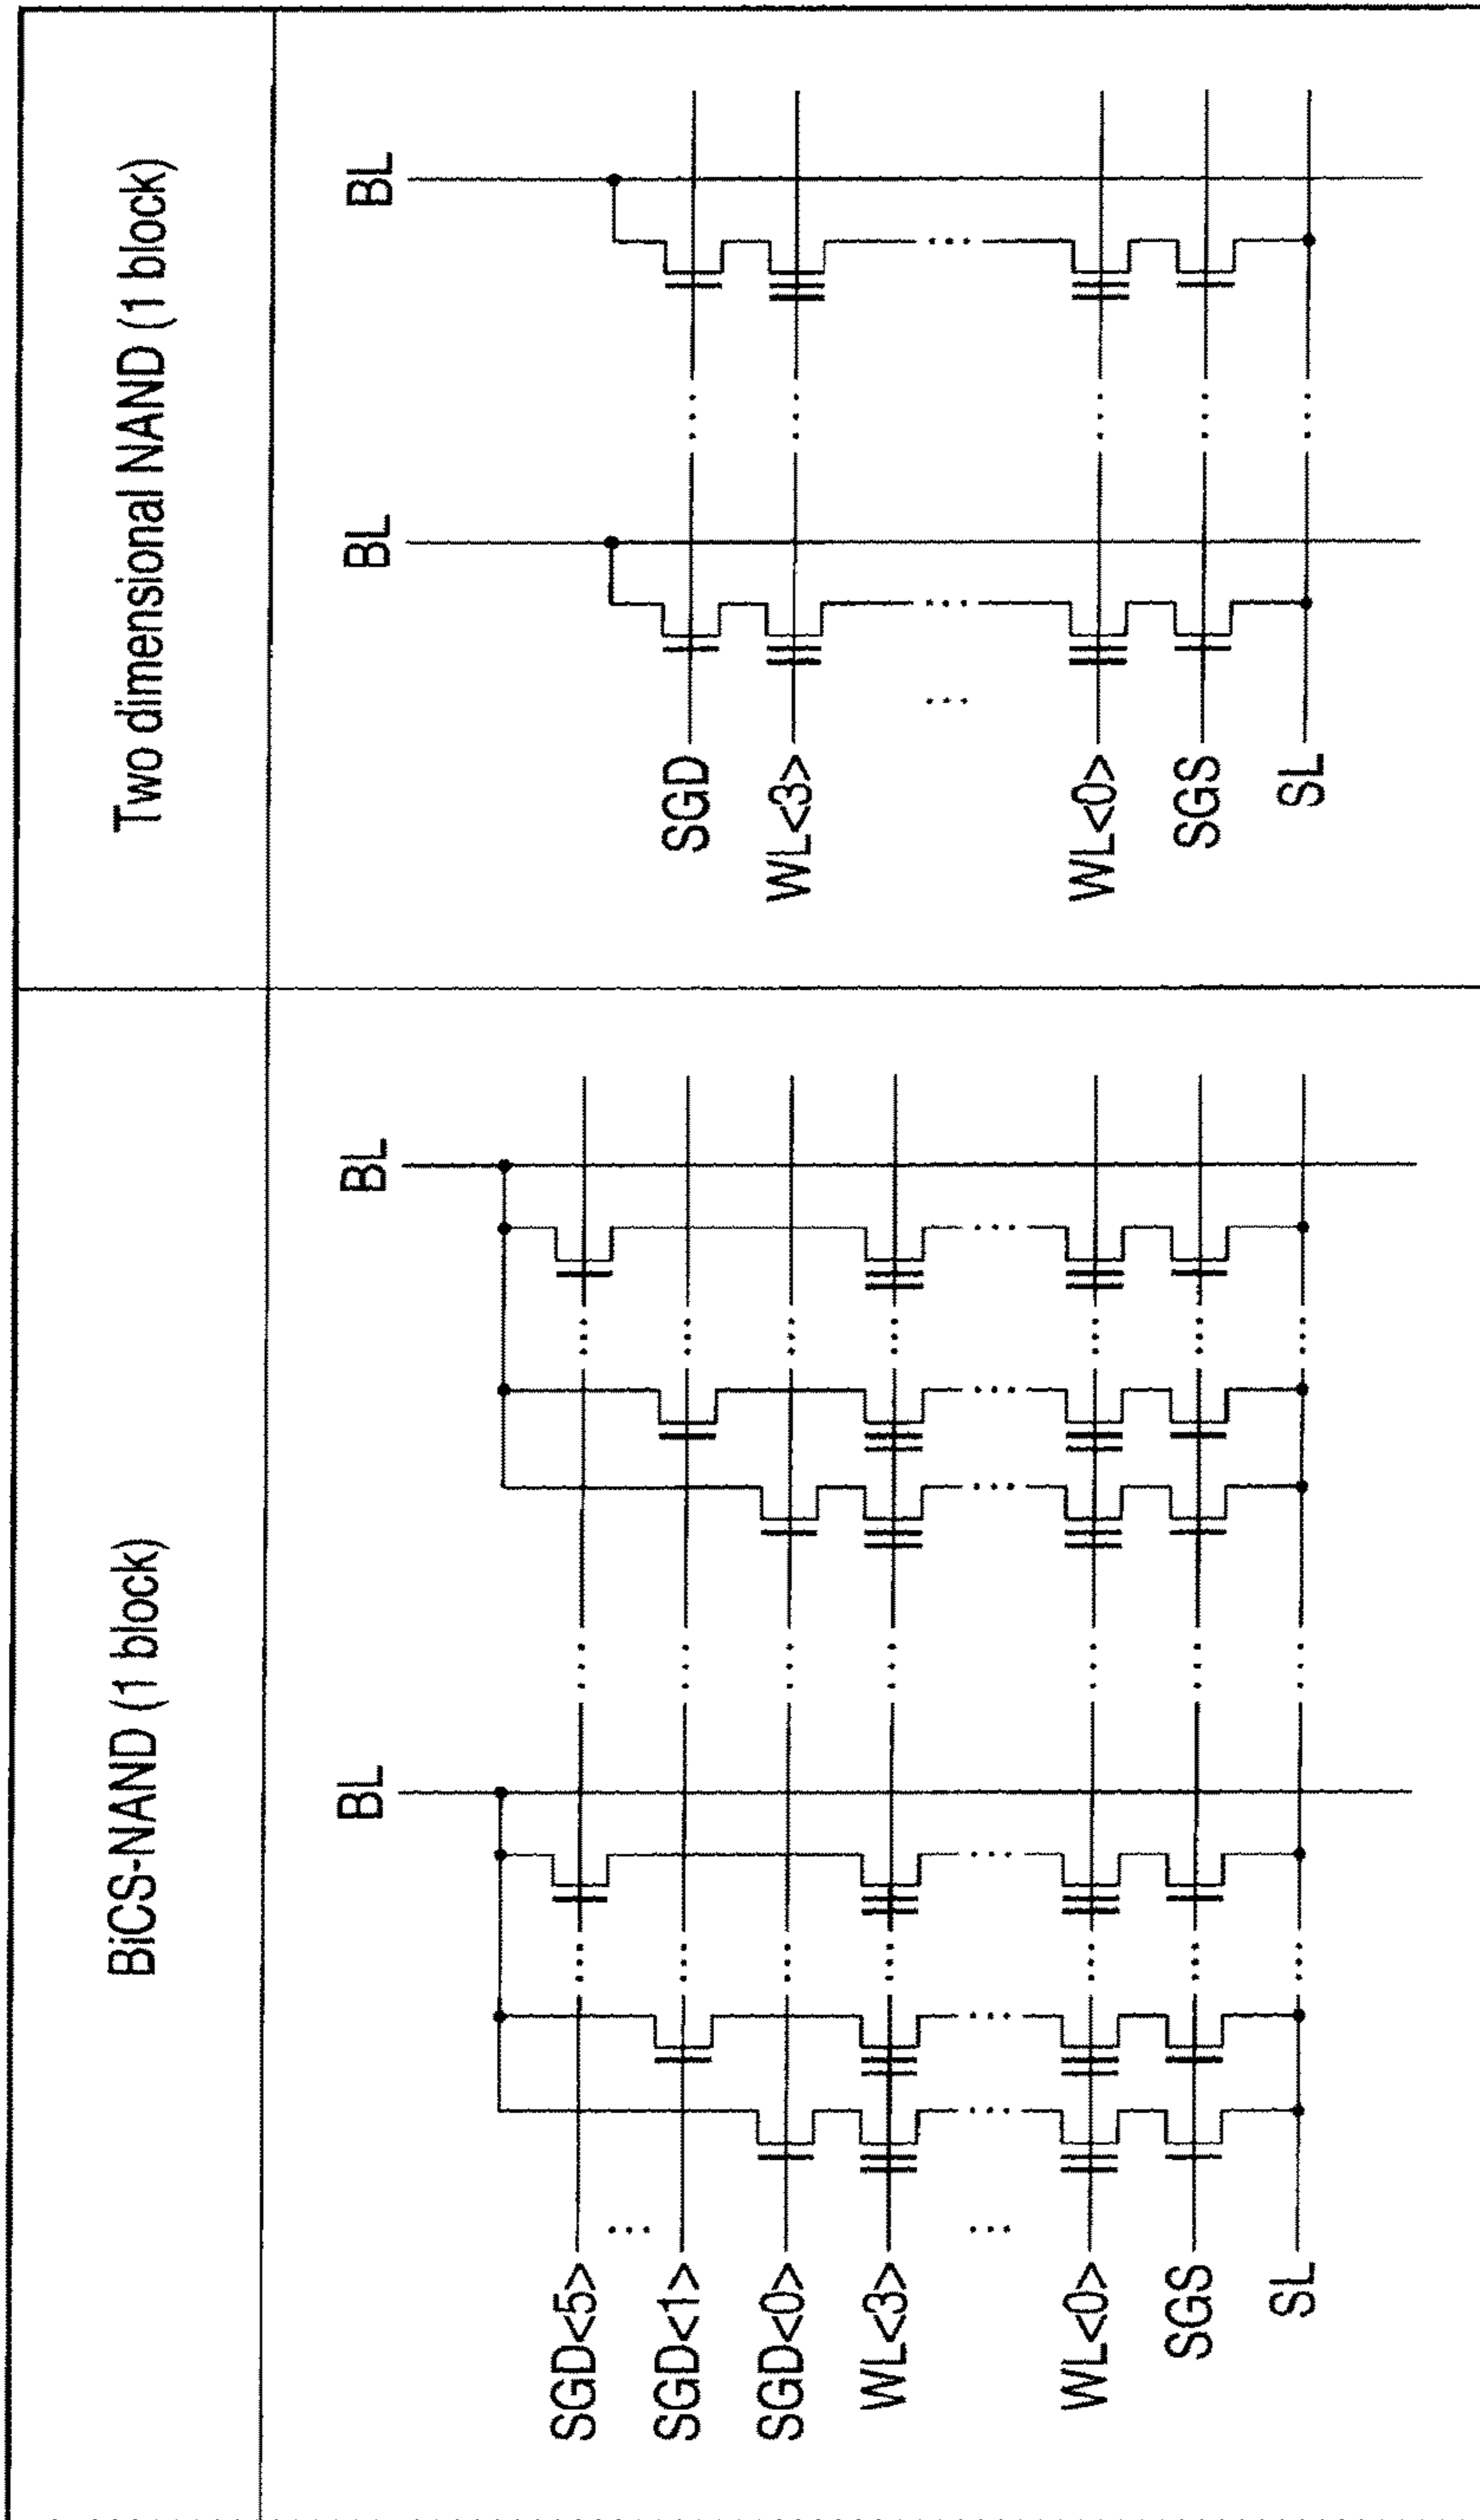 BiCS-NAND (1 block)
Two dimensional NAND (1 block)
BL
BL
SGD<5>
...
SGD<1>
SGD<0>
WL<3>
...
WL<0>
SGS
SL
BL
BL
SGD
WL<3>
...
WL<0>
SGS
SL